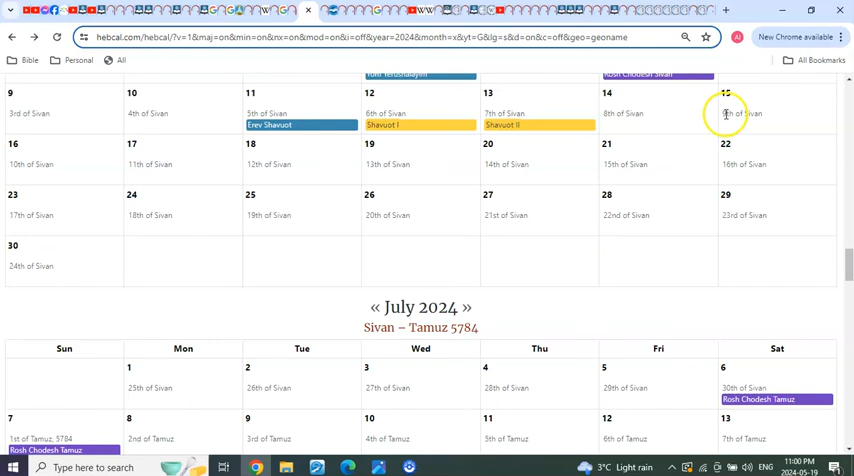 hebcal.com/hebcal/?v=1&maj=on&min=on&nx=on&mod=on&i=off&year=2024&month=x&yt=G&lg=s&d=on&c=off&geo=geoname
AI
New Chrome available
Bible
Personal
All
All Bookmarks
Yom Yerushalayim
Rosh Chodesh Sivan
9 10 11 12 13 14 15
3rd of Sivan 4th of Sivan 5th of Sivan 6th of Sivan 7th of Sivan 8th of Sivan 9th of Sivan
Erev Shavuot Shavuot I Shavuot II
16 17 18 19 20 21 22
10th of Sivan 11th of Sivan 12th of Sivan 13th of Sivan 14th of Sivan 15th of Sivan 16th of Sivan
23 24 25 26 27 28 29
17th of Sivan 18th of Sivan 19th of Sivan 20th of Sivan 21st of Sivan 22nd of Sivan 23rd of Sivan
30
24th of Sivan
« July 2024 »
Sivan – Tamuz 5784
Sun Mon Tue Wed Thu Fri Sat
1 2 3 4 5 6
25th of Sivan 26th of Sivan 27th of Sivan 28th of Sivan 29th of Sivan 30th of Sivan
Rosh Chodesh Tamuz
7 8 9 10 11 12 13
1st of Tamuz, 5784 2nd of Tamuz 3rd of Tamuz 4th of Tamuz 5th of Tamuz 6th of Tamuz 7th of Tamuz
Rosh Chodesh Tamuz
Type here to search
3°C Light rain
ENG
11:00 PM
2024-05-19